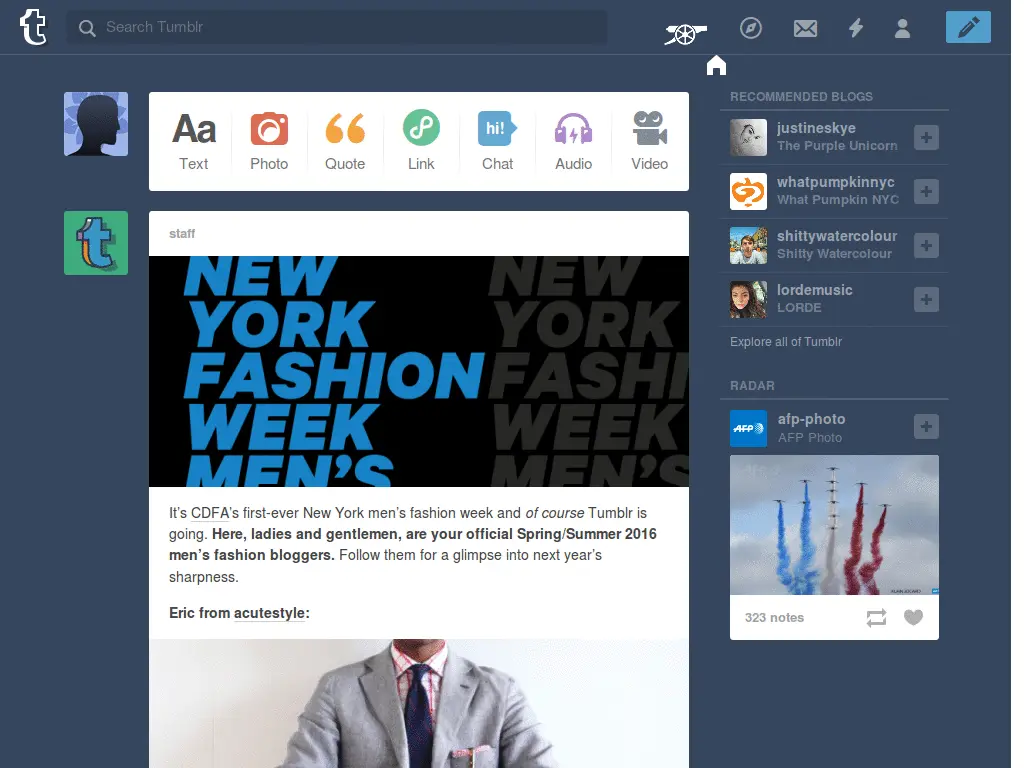 Search Tumblr
Aa
hi!
Text
Photo
Quote
Link
Chat
Audio
Video
staff
NEW
YORK
FASHION
WEEK
MEN'S
NEW
YORK
FASHI
WEEK
MEN'S
It's CDFA's first-ever New York men's fashion week and of course Tumblr is
going. Here, ladies and gentlemen, are your official Spring/Summer 2016
men's fashion bloggers. Follow them for a glimpse into next year's
sharpness.
Eric from acutestyle:
RECOMMENDED BLOGS
justineskye
The Purple Unicorn
whatpumpkinnyc
What Pumpkin NYC
shittywatercolour
Shitty Watercolour
lordemusic
LORDE
Explore all of Tumblr
RADAR
AFP
afp-photo
AFP Photo
323 notes